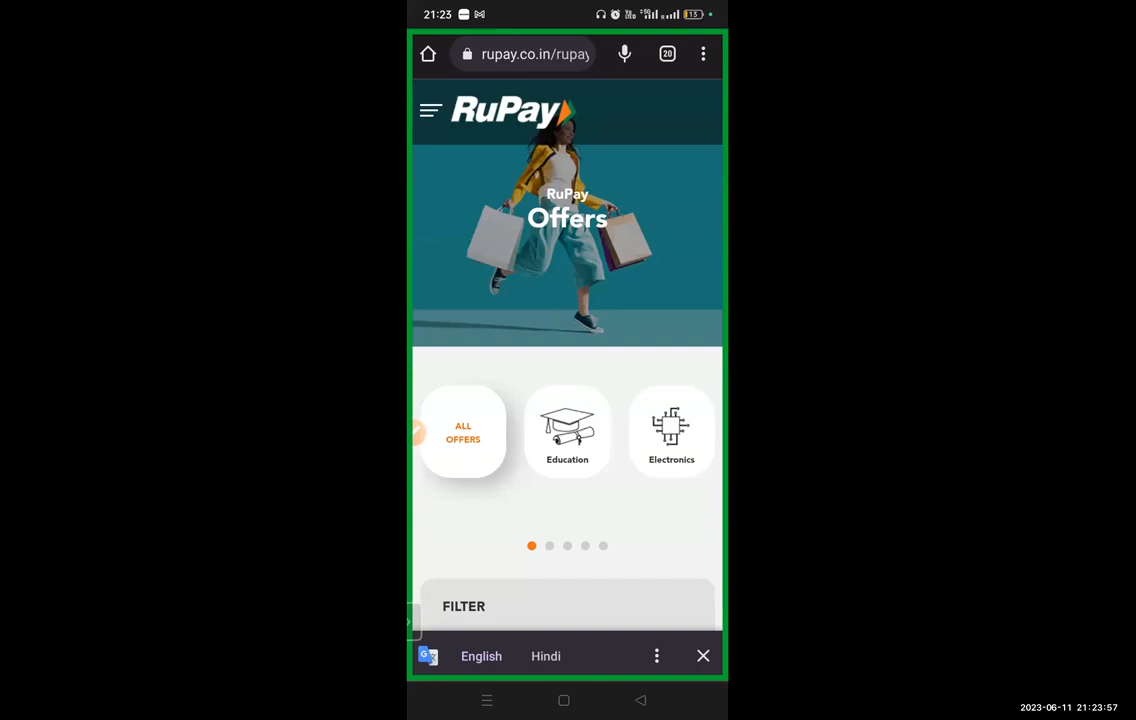 21:23
13
rupay.co.in/rupay
20
RuPay
RuPay
Offers
ALL
OFFERS
Education
Electronics
FILTER
English
Hindi
2023-06-11 21:23:57